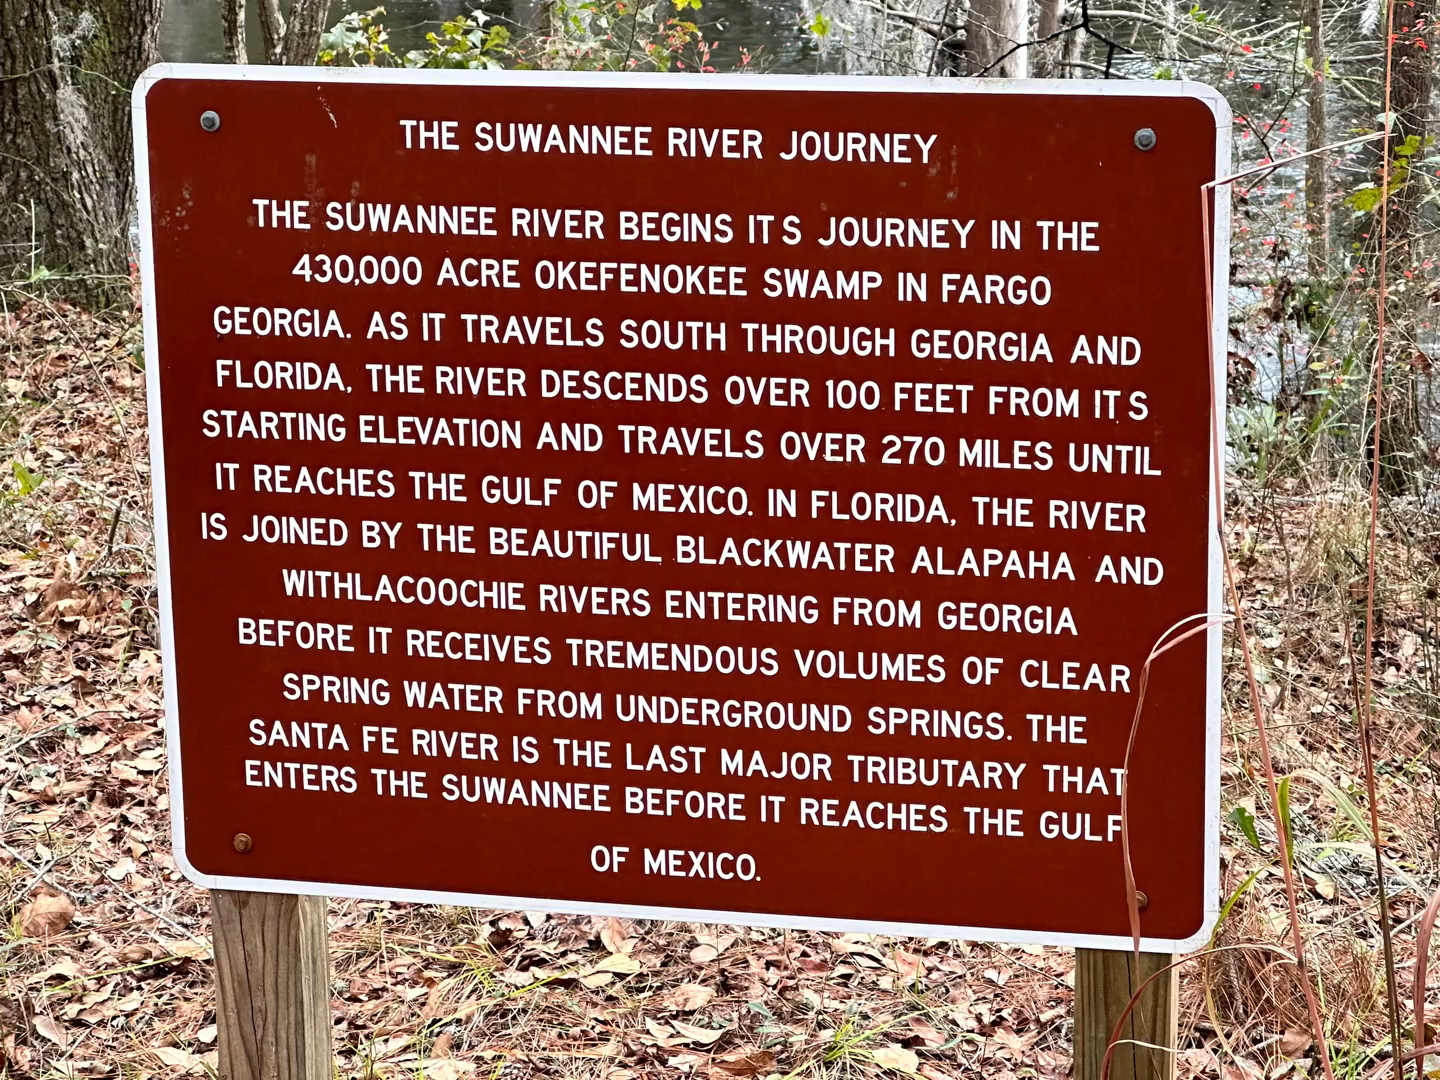 THE SUWANNEE RIVER JOURNEY
THE SUWANNEE RIVER BEGINS IT S JOURNEY IN THE
430,000 ACRE OKEFENOKEE SWAMP IN FARGO
GEORGIA. AS IT TRAVELS SOUTH THROUGH GEORGIA AND
FLORIDA, THE RIVER DESCENDS OVER 100 FEET FROM IT S
STARTING ELEVATION AND TRAVELS OVER 270 MILES UNTIL
IT REACHES THE GULF OF MEXICO. IN FLORIDA, THE RIVER
IS JOINED BY THE BEAUTIFUL BLACKWATER ALAPAHA AND
WITHLACOOCHIE RIVERS ENTERING FROM GEORGIA
BEFORE IT RECEIVES TREMENDOUS VOLUMES OF CLEAR
SPRING WATER FROM UNDERGROUND SPRINGS. THE
SANTA FE RIVER IS THE LAST MAJOR TRIBUTARY THAT
ENTERS THE SUWANNEE BEFORE IT REACHES THE GULF
OF MEXICO.